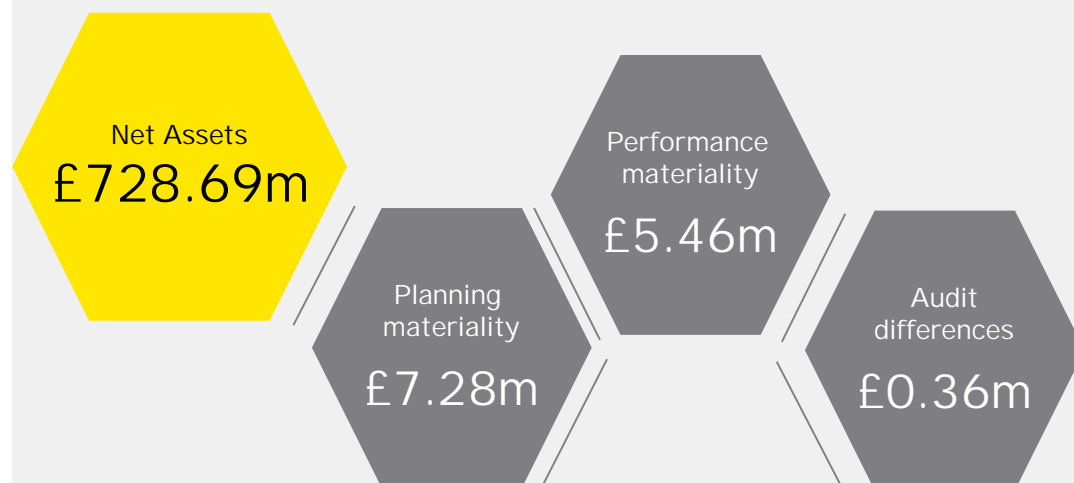 Net Assets
£728.69m
Planning
materiality
£7.28m
Performance
materiality
£5.46m
Audit
differences
£0.36m